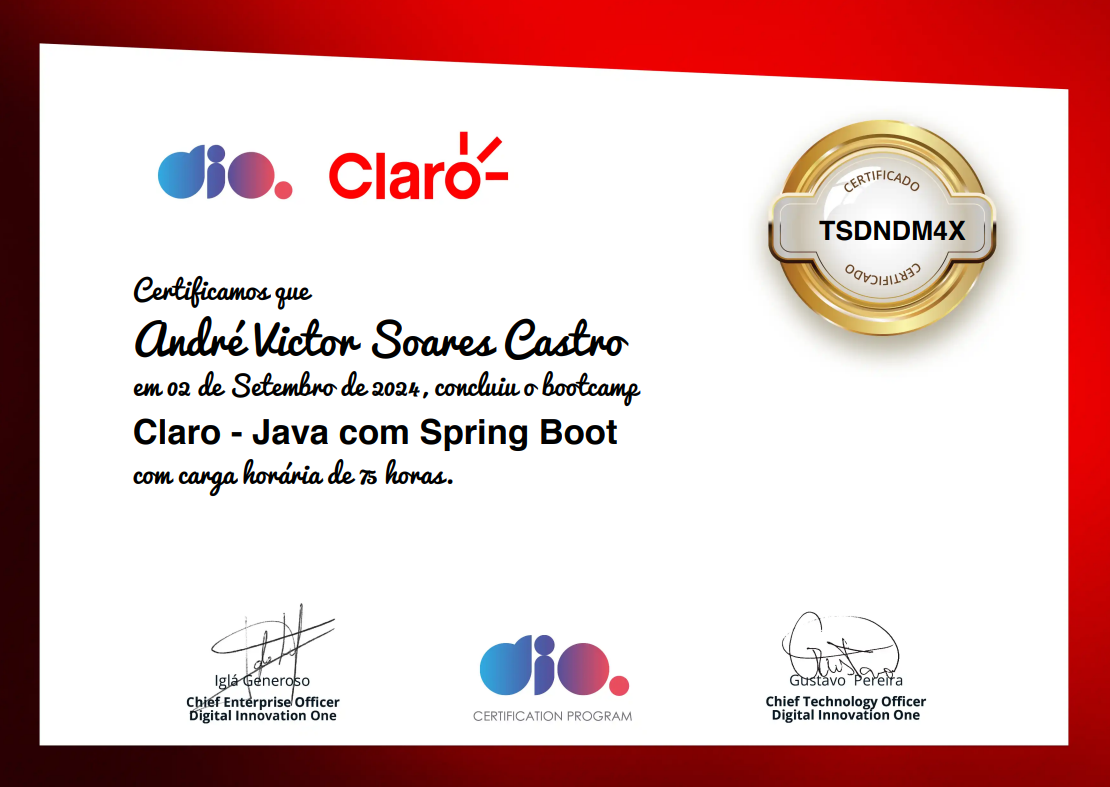 dio.
Claro
CERTIFICADO
TSDNDM4X
CERTIFICADO
Certificamos que
André Victor Soares Castro
em 02 de Setembro de 2024, concluiu o bootcamp
Claro - Java com Spring Boot
com carga horária de 75 horas.
Iglá Generoso
Chief Enterprise Officer
Digital Innovation One
dio.
CERTIFICATION PROGRAM
Gustavo Pereira
Chief Technology Officer
Digital Innovation One